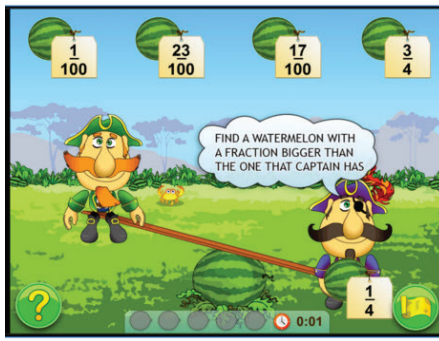 1/100 23/100 17/100 3/4
FIND A WATERMELON WITH
A FRACTION BIGGER THAN
THE ONE THAT CAPTAIN HAS
1/4
? 0:01